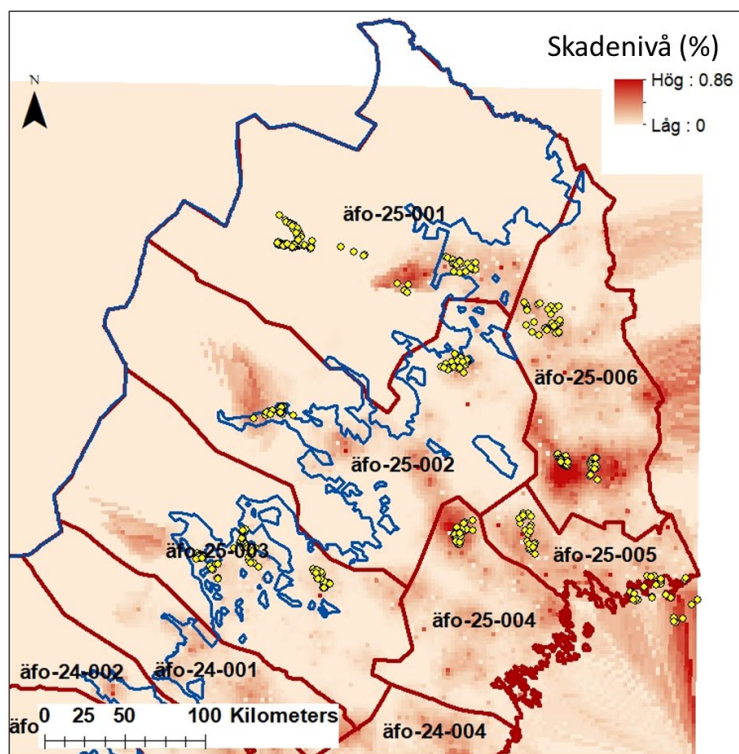 Skadenivå (%)
Hög : 0.86
Låg : 0
N
äfo-25-001
äfo-25-006
äfo-25-002
äfo-25-003
äfo-25-005
äfo-25-004
äfo-24-002
äfo-24-001
äfo
äfo-24-004
0 25 50 100 Kilometers